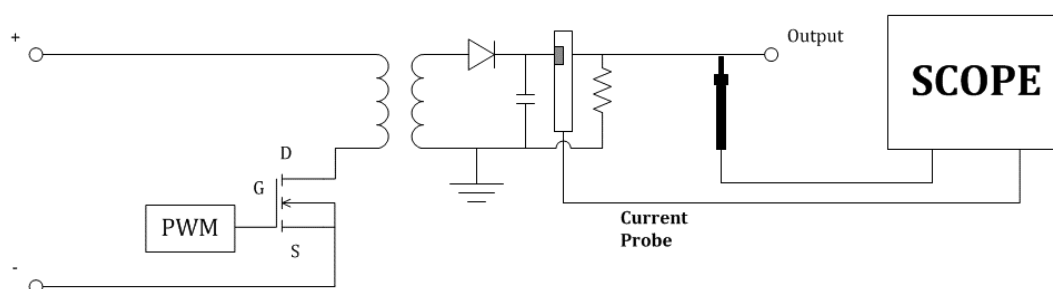 +
Output
SCOPE
D
G
PWM
S
Current
Probe
-